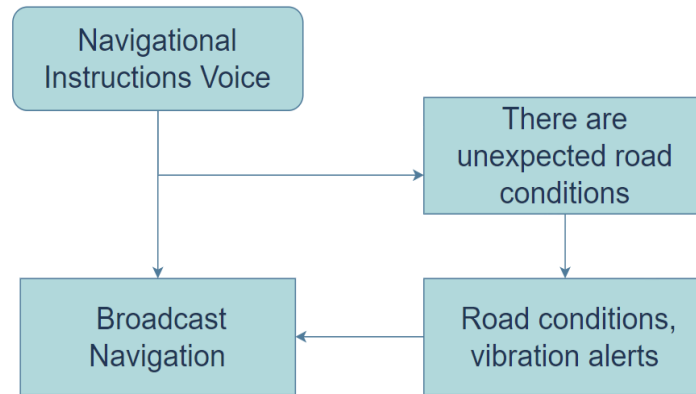 Navigational
Instructions Voice
There are
unexpected road
conditions
Broadcast
Navigation
Road conditions,
vibration alerts